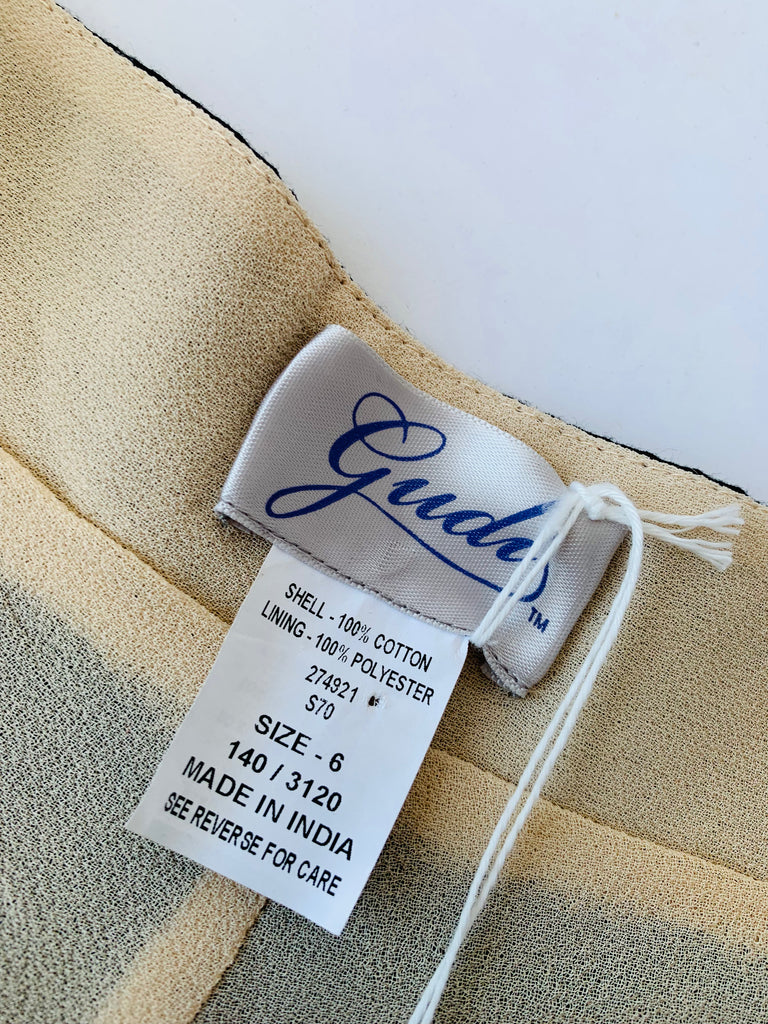 TM
SHELL - 100% COTTON
LINING - 100% POLYESTER
274921
S70
SIZE - 6
140 / 3120
MADE IN INDIA
SEE REVERSE FOR CARE